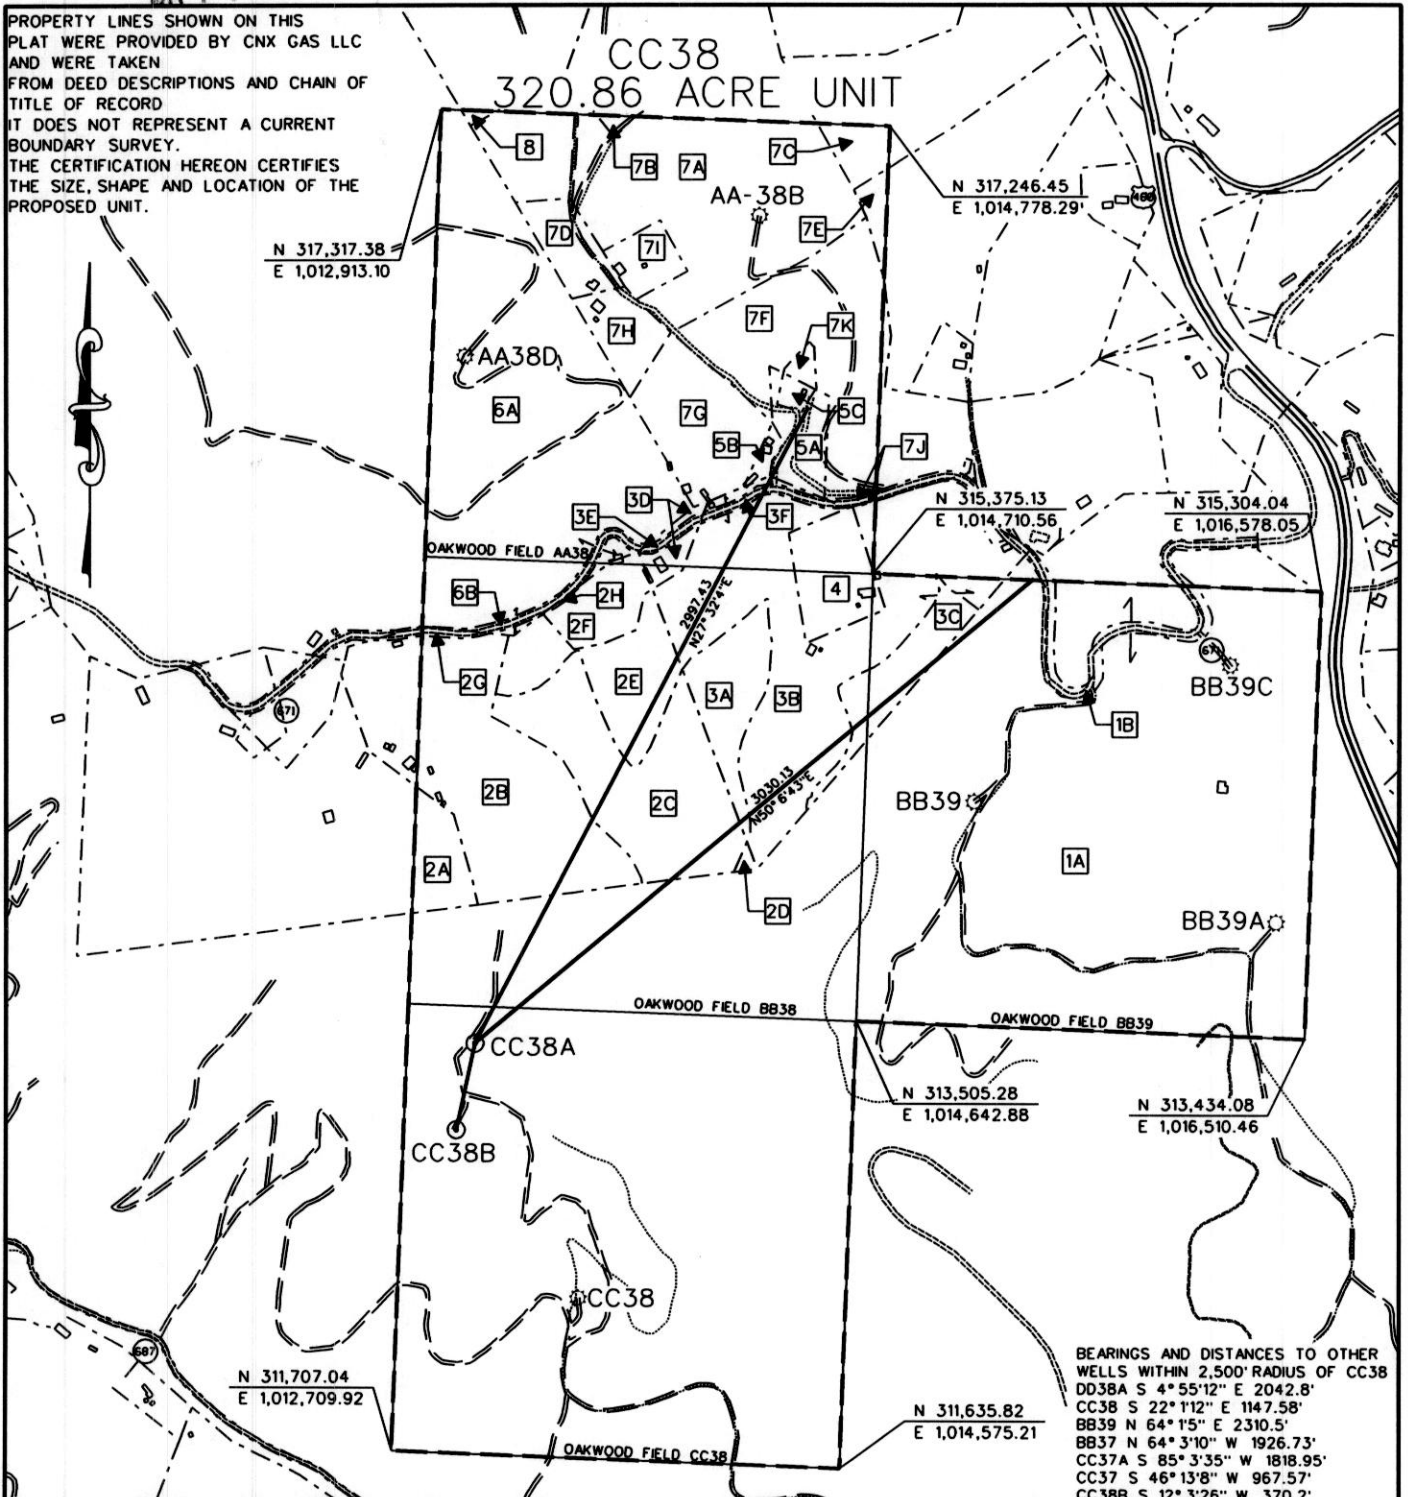 PROPERTY LINES SHOWN ON THIS
PLAT WERE PROVIDED BY CNX GAS LLC
AND WERE TAKEN
FROM DEED DESCRIPTIONS AND CHAIN OF
TITLE OF RECORD
IT DOES NOT REPRESENT A CURRENT
BOUNDARY SURVEY.
THE CERTIFICATION HEREON CERTIFIES
THE SIZE, SHAPE AND LOCATION OF THE
PROPOSED UNIT.
CC38
320.86 ACRE UNIT
8
7B
7A
7C
N 317,246.45
E 1,014,778.29'
460
AA-38B
7D
7I
7E
N 317,317.38
E 1,012,913.10
7H
7F
7K
AA38D
6A
7G
5C
5B
5A
7J
3D
3E
3F
N 315,375.13
E 1,014,710.56
N 315,304.04
E 1,016,578.05
OAKWOOD FIELD AA38
6B
2H
2F
4
3C
2997.43
N27°32'4"E
671
BB39C
2G
2E
3A
3B
671
1B
2B
2C
3030.13
N50°6'43"E
BB39
2A
1A
2D
BB39A
OAKWOOD FIELD BB38
OAKWOOD FIELD BB39
CC38A
N 313,505.28
E 1,014,642.88
N 313,434.08
E 1,016,510.46
CC38B
CC38
687
N 311,707.04
E 1,012,709.92
N 311,635.82
E 1,014,575.21
OAKWOOD FIELD CC38
BEARINGS AND DISTANCES TO OTHER
WELLS WITHIN 2,500' RADIUS OF CC38
DD38A S 4°55'12" E 2042.8'
CC38 S 22°1'12" E 1147.58'
BB39 N 64°1'5" E 2310.5'
BB37 N 64°3'10" W 1926.73'
CC37A S 85°3'35" W 1818.95'
CC37 S 46°13'8" W 967.57'
CC38B S 12°3'26" W 370.2'